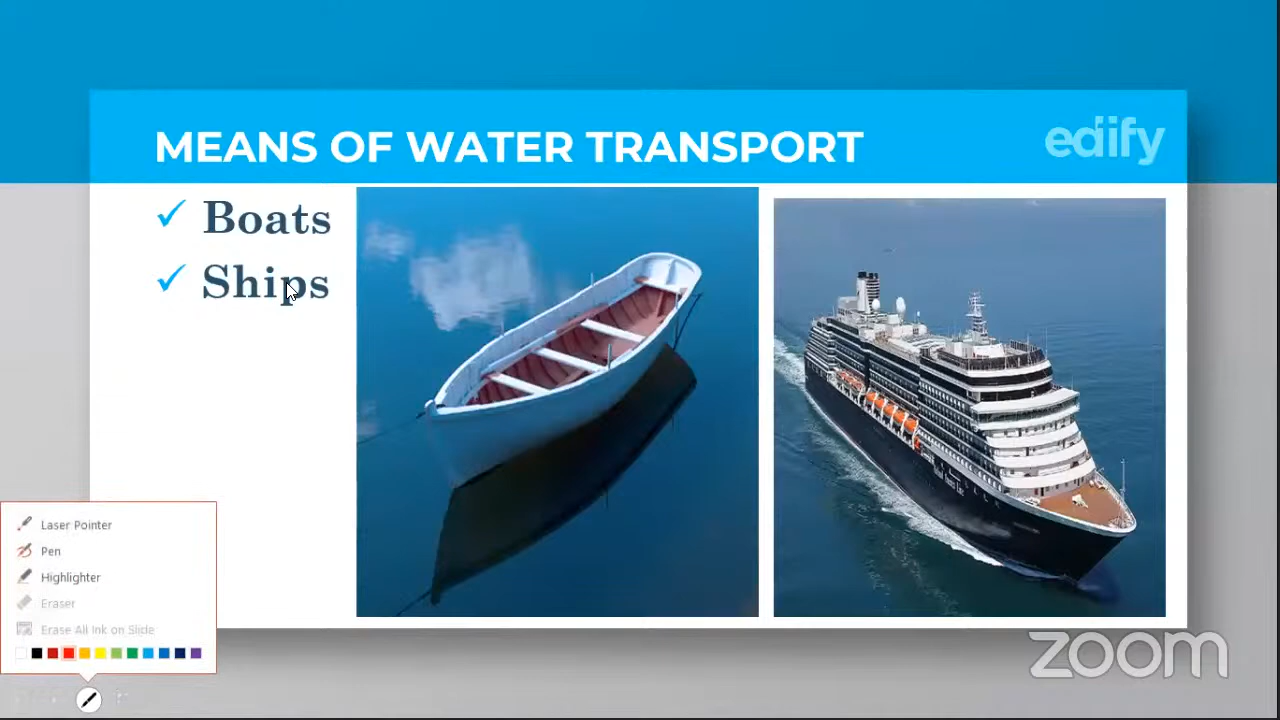 MEANS OF WATER TRANSPORT
edify
Boats
Ships
Laser Pointer
Pen
Highlighter
Eraser
Erase All Ink on Slide
zoom